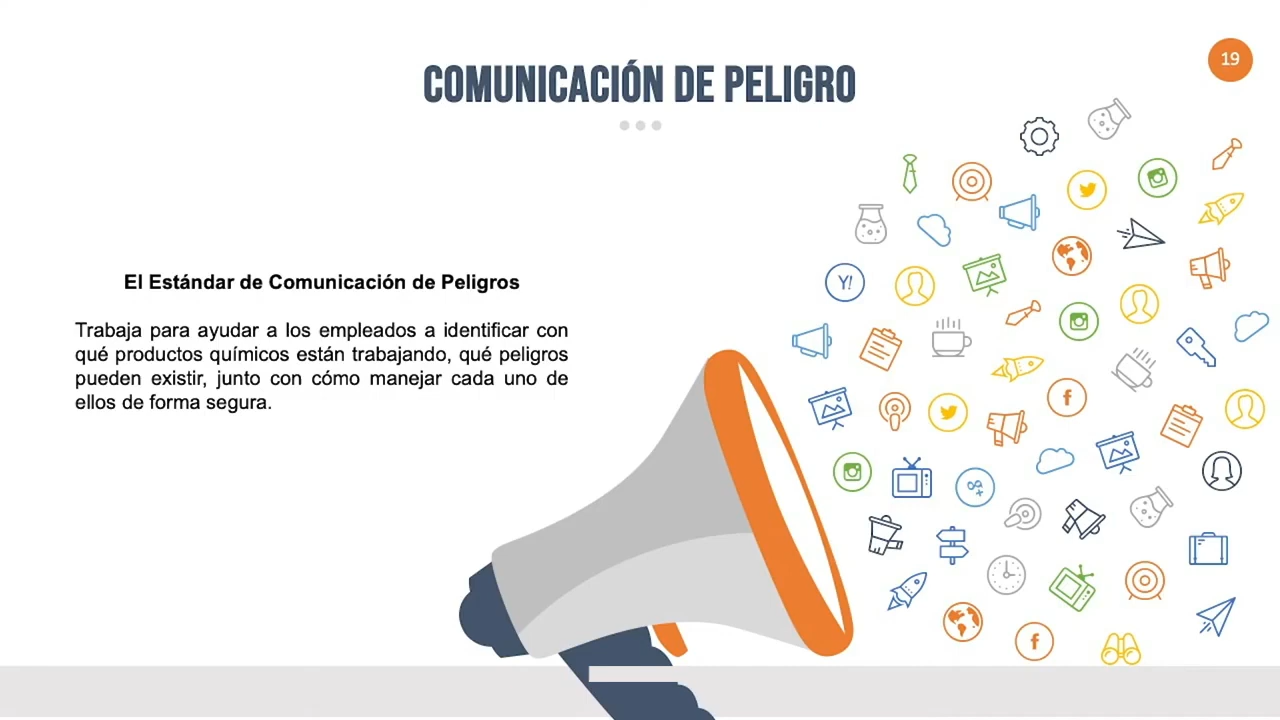 19
COMUNICACIÓN DE PELIGRO
El Estándar de Comunicación de Peligros
Trabaja para ayudar a los empleados a identificar con
qué productos químicos están trabajando, qué peligros
pueden existir, junto con cómo manejar cada uno de
ellos de forma segura.
Y!
f
f